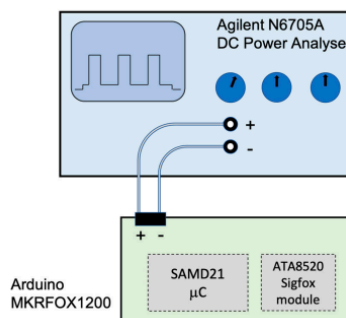 Agilent N6705A
DC Power Analyse
+
-
+ -
Arduino
MKRFOX1200
SAMD21
µC
ATA8520
Sigfox
module